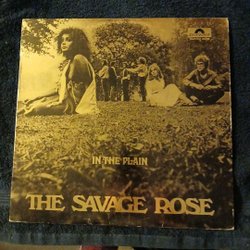 IN THE PLAIN
THE SAVAGE ROSE